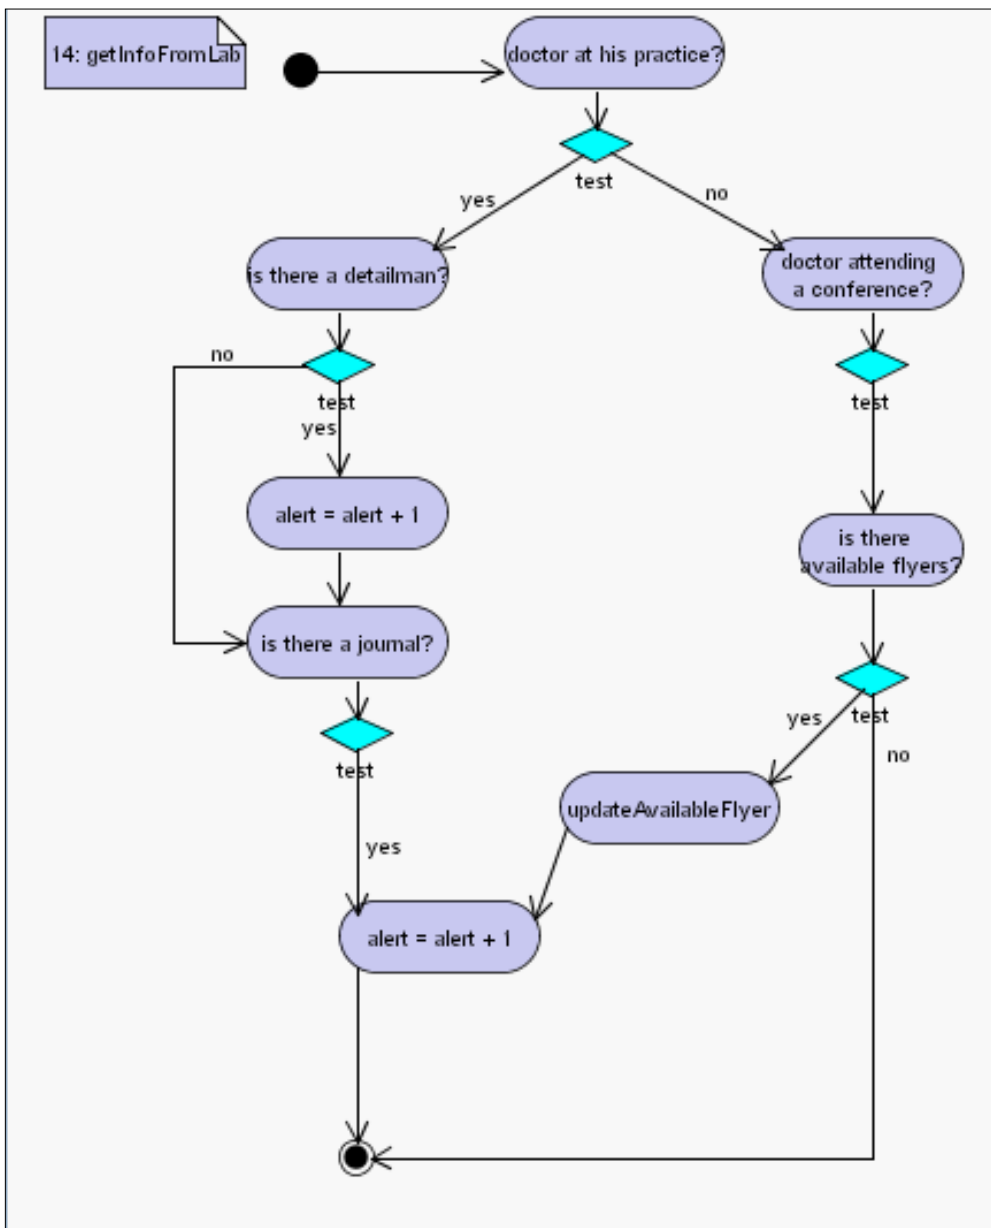 14: getInfoFromLab
doctor at his practice?
test
yes
no
is there a detailman?
doctor attending
a conference?
no
test
test
yes
alert = alert + 1
is there
available flyers?
is there a journal?
test
yes
test
no
updateAvailableFlyer
yes
alert = alert + 1